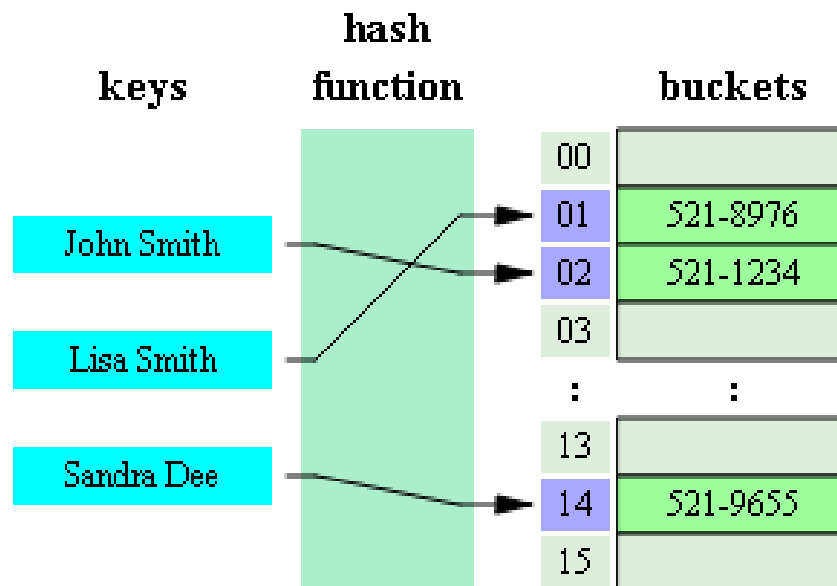 hash
keys function buckets
00
01 521-8976
John Smith
02 521-1234
03
Lisa Smith
: :
13
Sandra Dee
14 521-9655
15